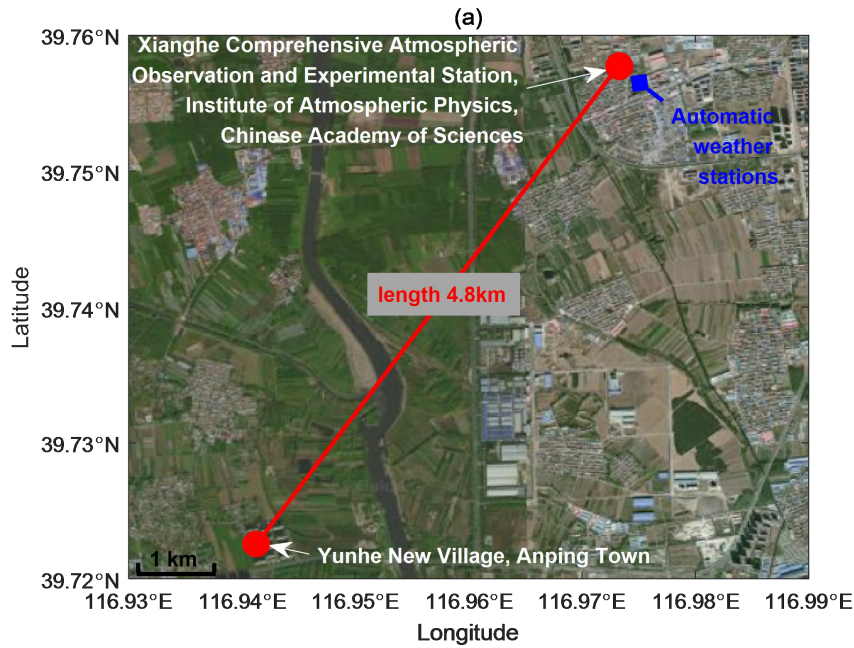 (a)
39.76°N
Xianghe Comprehensive Atmospheric
Observation and Experimental Station,
Institute of Atmospheric Physics,
Chinese Academy of Sciences
Automatic
weather
stations
39.75°N
length 4.8km
39.74°N
Latitude
39.73°N
Yunhe New Village, Anping Town
1 km
39.72°N
116.93°E 116.94°E 116.95°E 116.96°E 116.97°E 116.98°E 116.99°E
Longitude